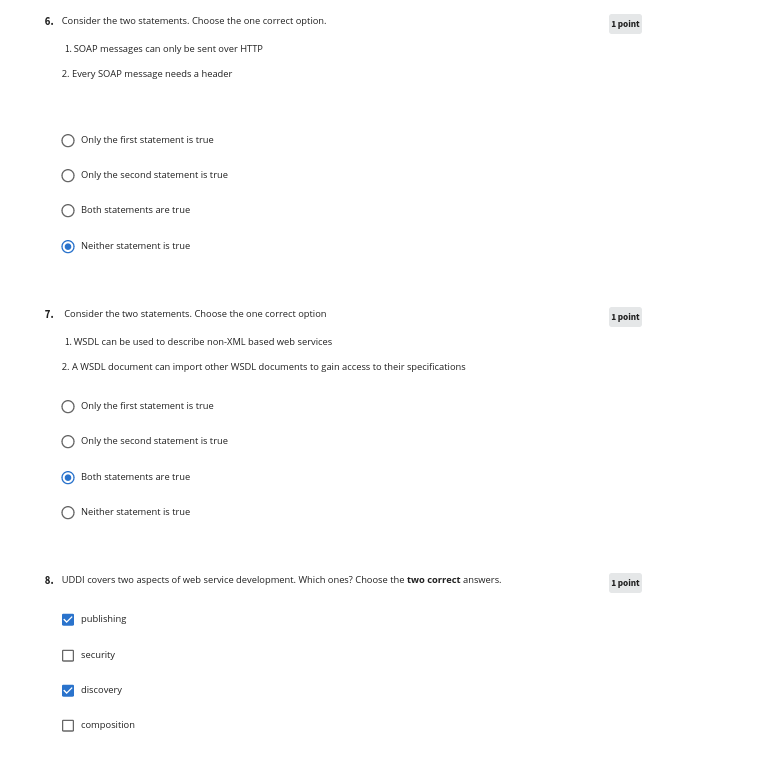 6. Consider the two statements. Choose the one correct option.
1 point
1. SOAP messages can only be sent over HTTP
2. Every SOAP message needs a header
Only the first statement is true
Only the second statement is true
Both statements are true
Neither statement is true
7. Consider the two statements. Choose the one correct option
1 point
1. WSDL can be used to describe non-XML based web services
2. A WSDL document can import other WSDL documents to gain access to their specifications
Only the first statement is true
Only the second statement is true
Both statements are true
Neither statement is true
8. UDDI covers two aspects of web service development. Which ones? Choose the two correct answers.
1 point
publishing
security
discovery
composition